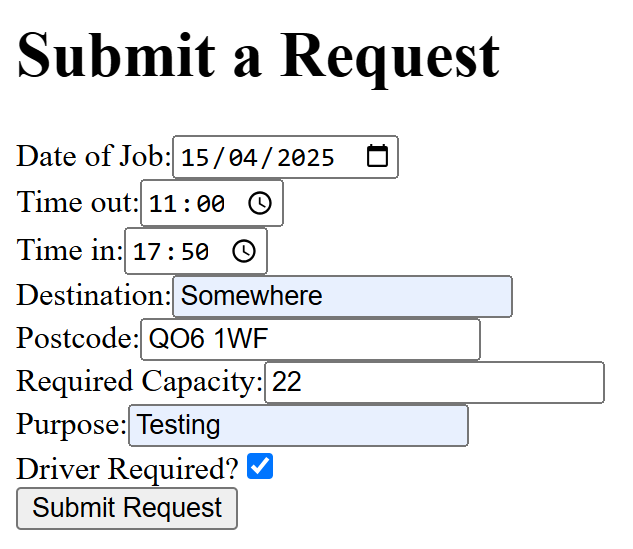 Submit a Request
Date of Job: 15/04/2025
Time out: 11:00
Time in: 17:50
Destination: Somewhere
Postcode: QO6 1WF
Required Capacity: 22
Purpose: Testing
Driver Required?
Submit Request